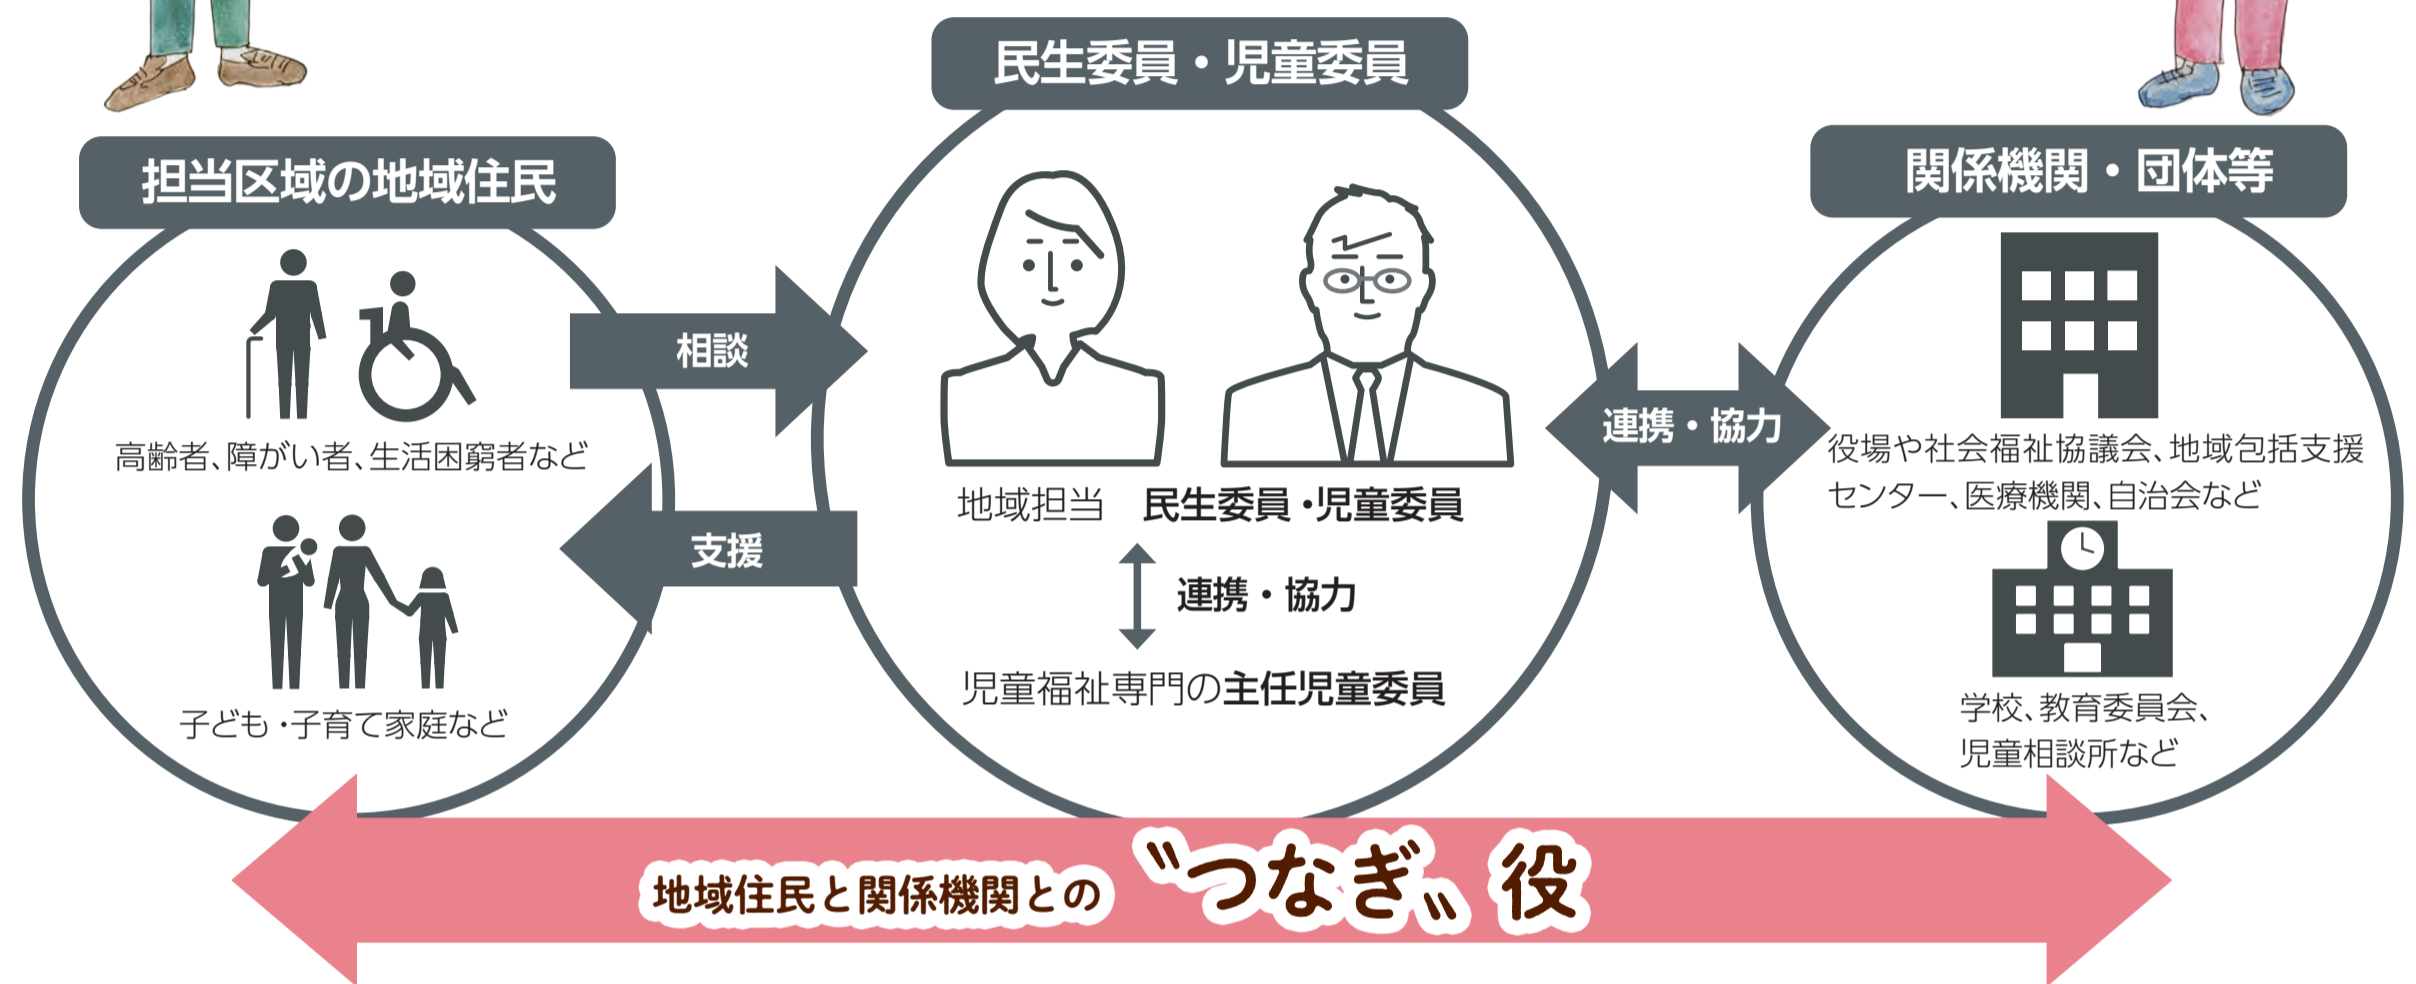 民生委員・児童委員
担当区域の地域住民
関係機関・団体等
相談
高齢者、障がい者、生活困窮者など
支援
子ども・子育て家庭など
地域担当 民生委員・児童委員
連携・協力
児童福祉専門の主任児童委員
連携・協力
役場や社会福祉協議会、地域包括支援
センター、医療機関、自治会など
学校、教育委員会、
児童相談所など
地域住民と関係機関との〝つなぎ〟役